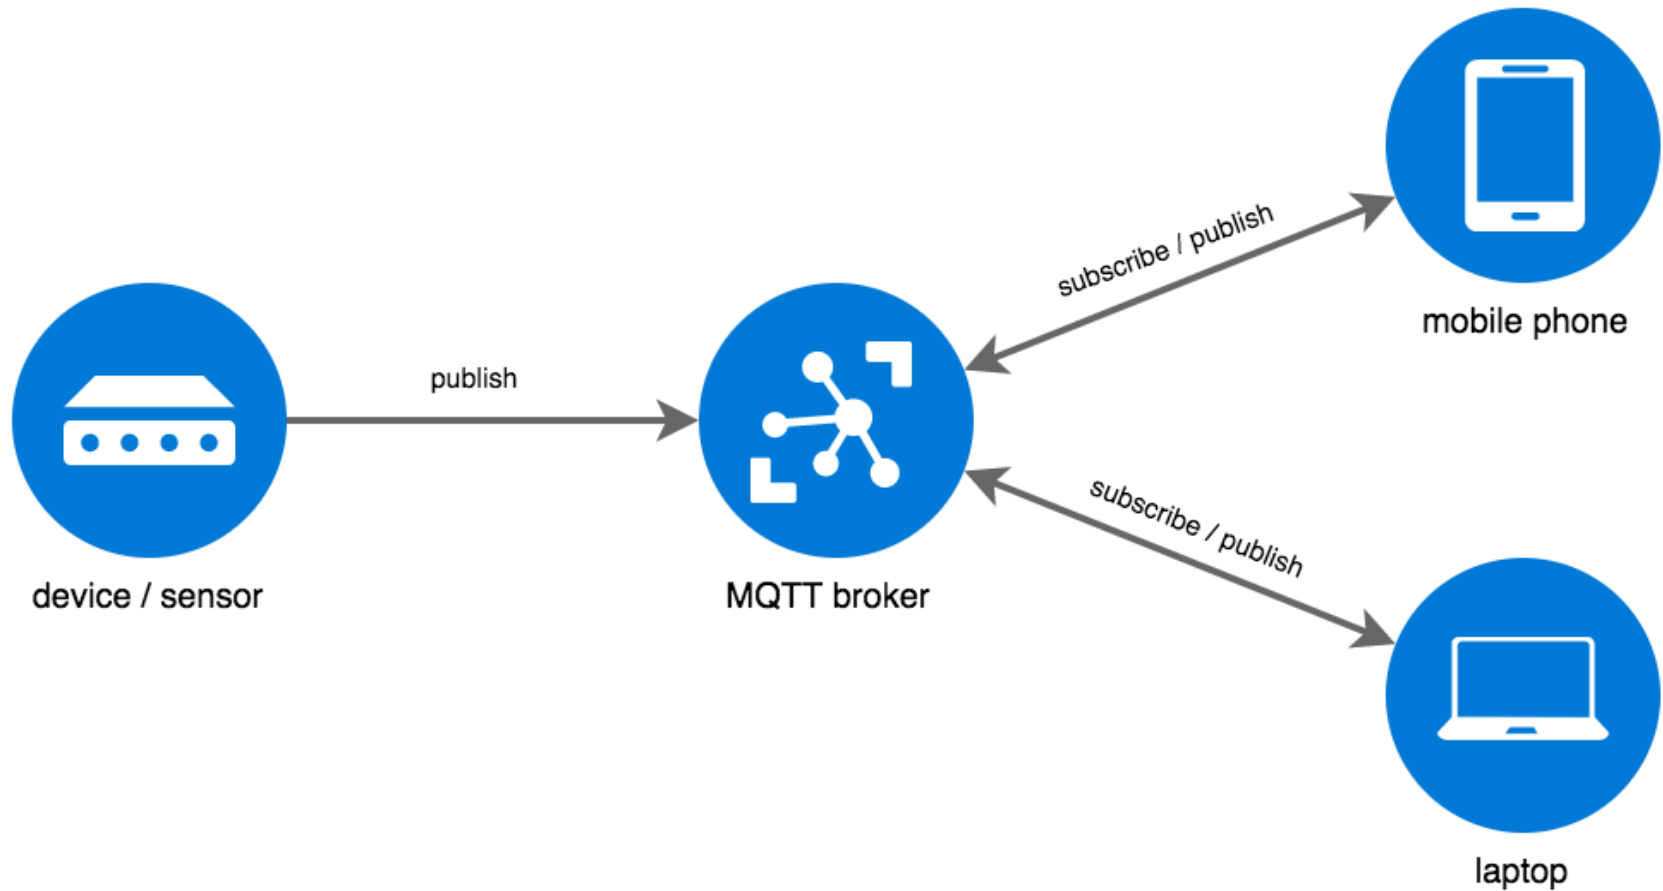 subscribe / publish
mobile phone
publish
subscribe / publish
device / sensor
MQTT broker
laptop